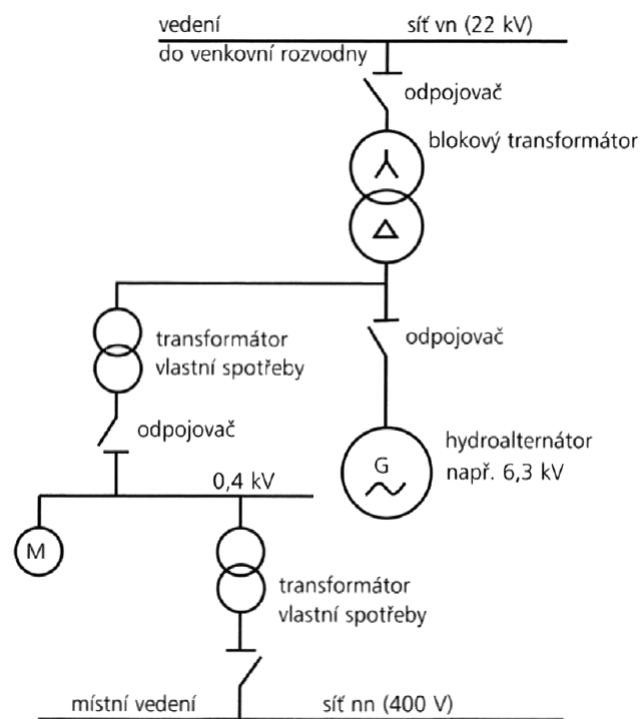 vedení síť vn (22 kV)
do venkovní rozvodny
odpojovač
blokový transformátor
transformátor
vlastní spotřeby
odpojovač
odpojovač
hydroalternátor
např. 6,3 kV
G
0,4 kV
M
transformátor
vlastní spotřeby
místní vedení síť nn (400 V)